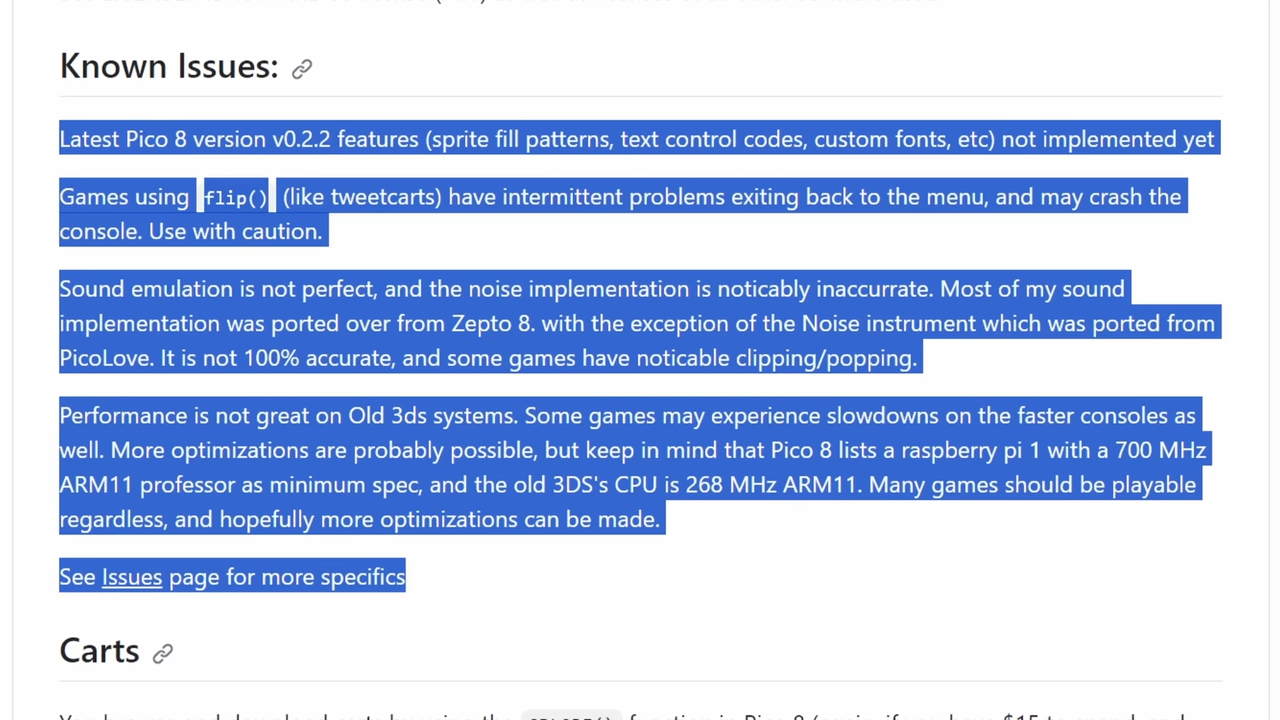 Known Issues:
Latest Pico 8 version v0.2.2 features (sprite fill patterns, text control codes, custom fonts, etc) not implemented yet
Games using flip() (like tweetcarts) have intermittent problems exiting back to the menu, and may crash the
console. Use with caution.
Sound emulation is not perfect, and the noise implementation is noticably inaccurrate. Most of my sound
implementation was ported over from Zepto 8. with the exception of the Noise instrument which was ported from
PicoLove. It is not 100% accurate, and some games have noticable clipping/popping.
Performance is not great on Old 3ds systems. Some games may experience slowdowns on the faster consoles as
well. More optimizations are probably possible, but keep in mind that Pico 8 lists a raspberry pi 1 with a 700 MHz
ARM11 professor as minimum spec, and the old 3DS's CPU is 268 MHz ARM11. Many games should be playable
regardless, and hopefully more optimizations can be made.
See Issues page for more specifics
Carts